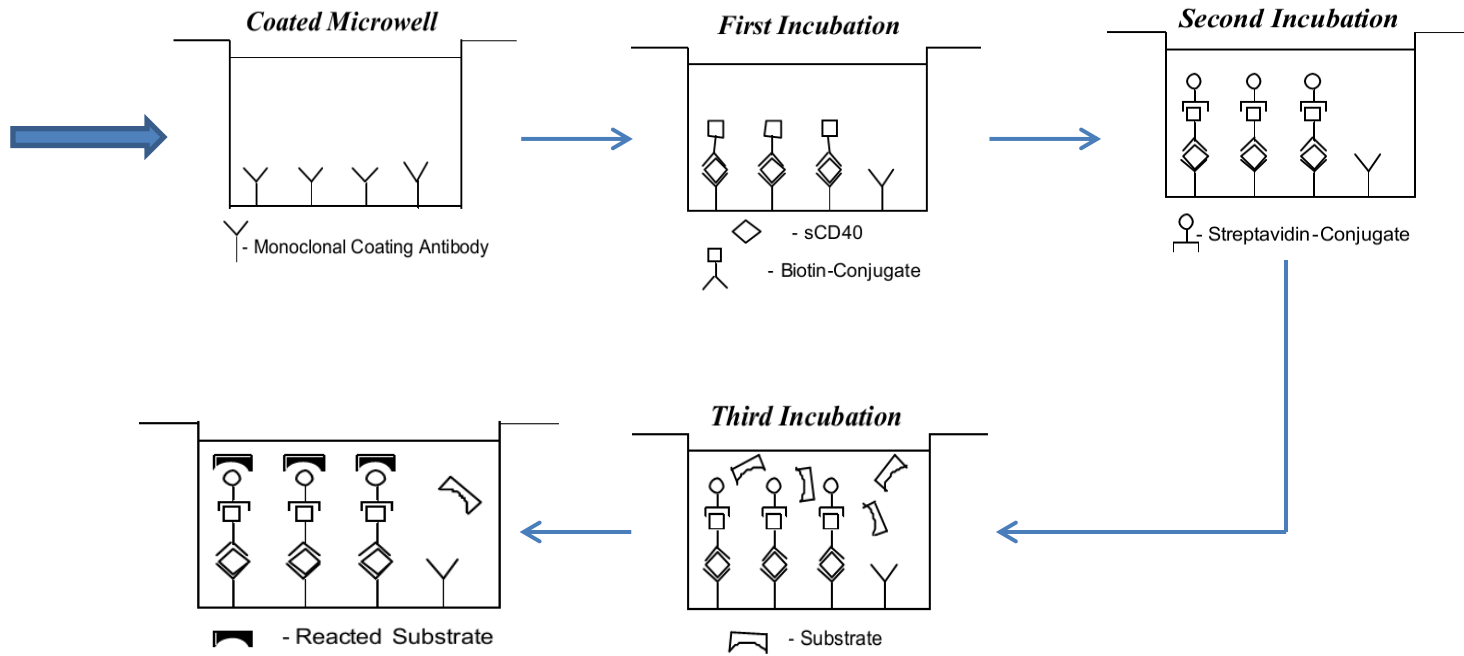 Coated Microwell
First Incubation
Second Incubation
- Monoclonal Coating Antibody
- sCD40
- Biotin-Conjugate
- Streptavidin-Conjugate
Third Incubation
- Reacted Substrate
- Substrate